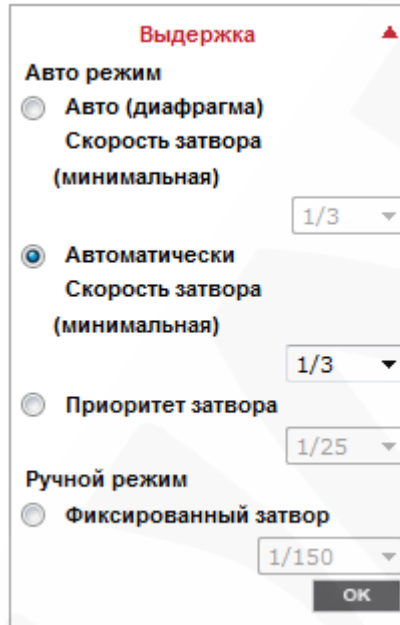 Выдержка
Авто режим
Авто (диафрагма)
Скорость затвора
(минимальная)
1/3
Автоматически
Скорость затвора
(минимальная)
1/3
Приоритет затвора
1/25
Ручной режим
Фиксированный затвор
1/150
OK